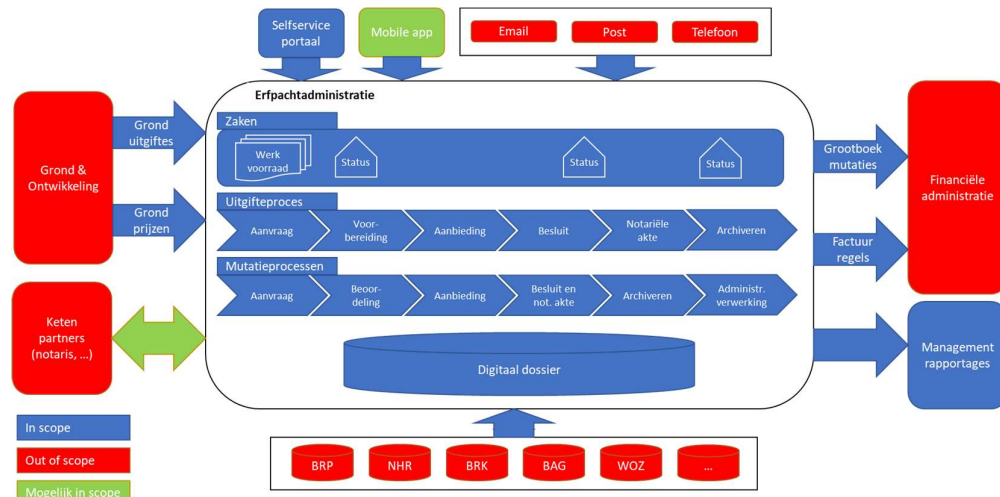 Selfservice
portaal
Mobile app
Email
Post
Telefoon
Erfpachtadministratie
Zaken
Werk
voorraad
Status
Status
Status
Grond &
Ontwikkeling
Grond
uitgiftes
Grond
prijzen
Uitgifteproces
Aanvraag
Voor-
bereiding
Aanbieding
Besluit
Notariële
akte
Archiveren
Mutatieprocessen
Aanvraag
Beoor-
deling
Aanbieding
Besluit en
not. akte
Archiveren
Administr.
verwerking
Digitaal dossier
Grootboek
mutaties
Factuur
regels
Financiële
administratie
Management
rapportages
Keten
partners
(notaris, ...)
In scope
Out of scope
Mogelijk in scope
BRP
NHR
BRK
BAG
WOZ
...